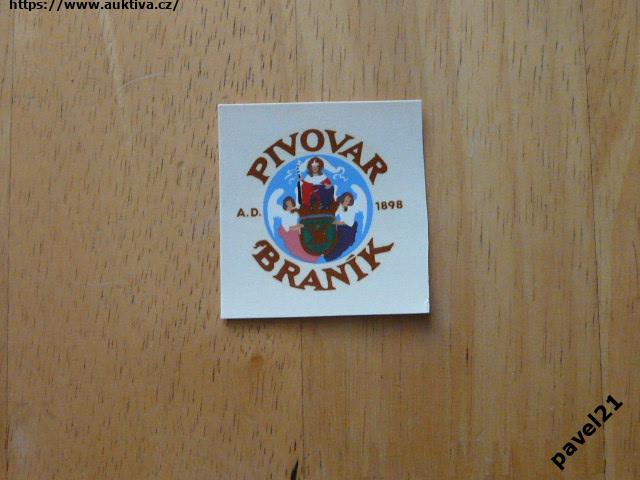 https://www.auktiva.cz/
PIVOVAR
A.D. 1898
BRANÍK
pavel21